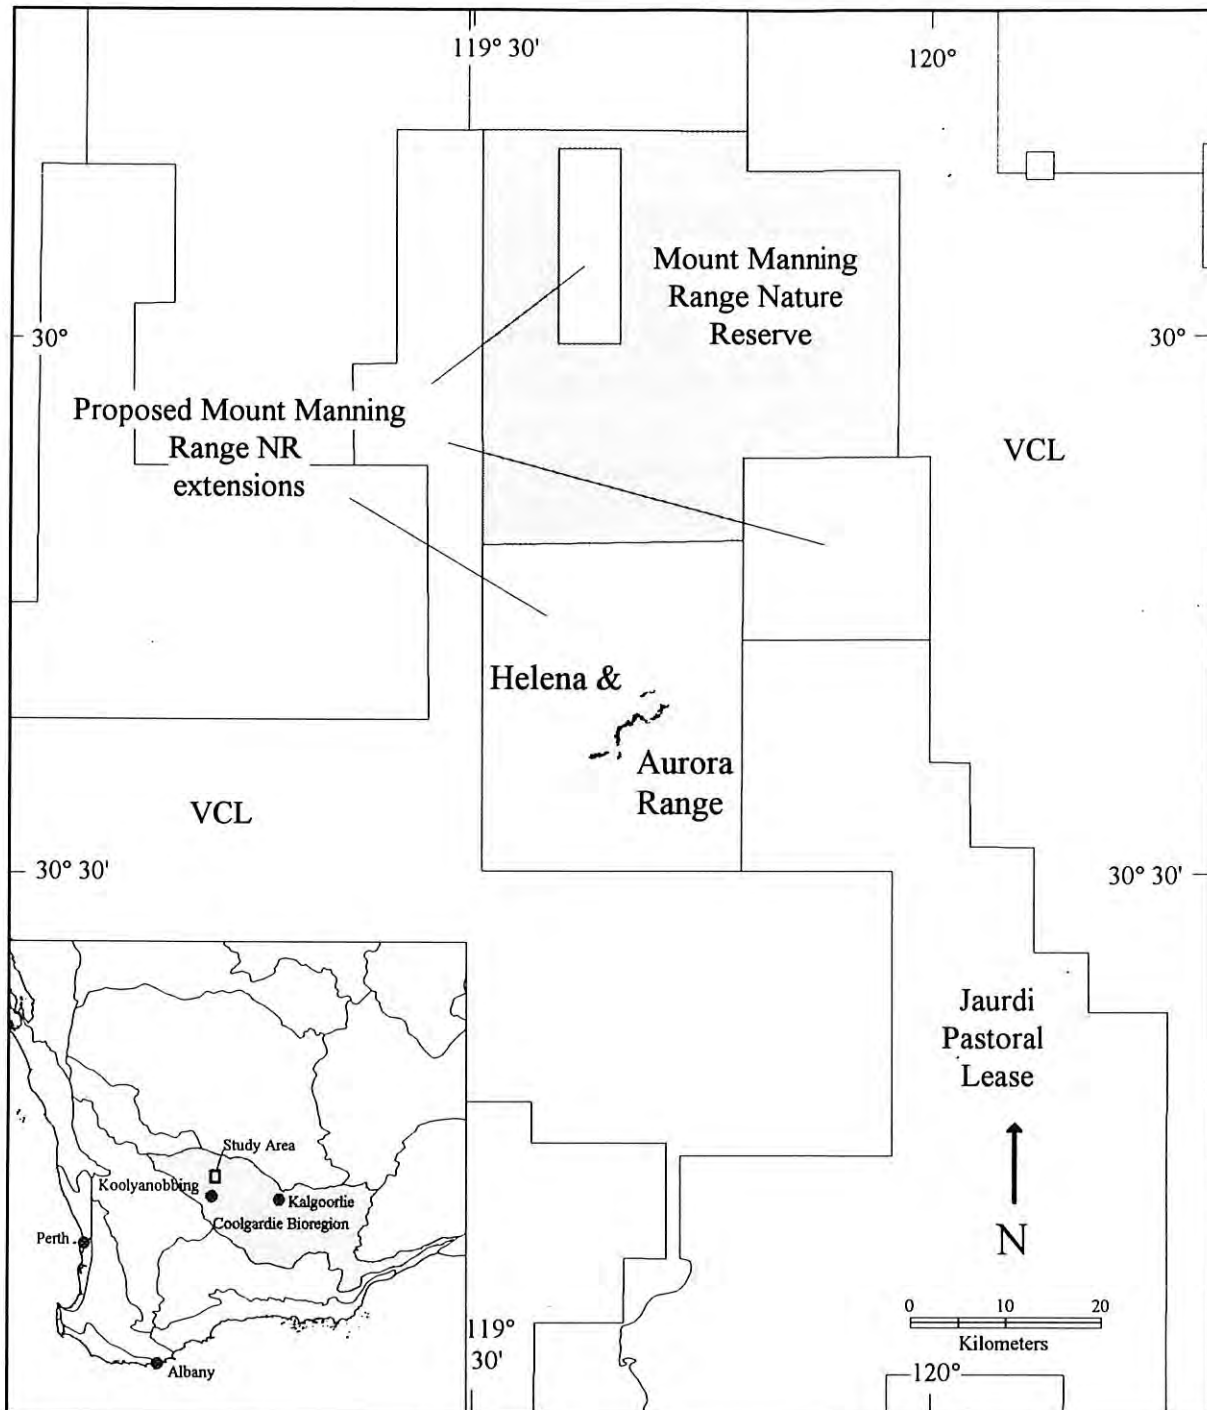 119° 30'
120°
Mount Manning
Range Nature
Reserve
30°
30°
Proposed Mount Manning
Range NR
extensions
VCL
Helena &
Aurora
Range
VCL
30° 30'
30° 30'
Jaurdi
Pastoral
Lease
N
Study Area
Koolyanobbing
Kalgoorlie
Coolgardie Bioregion
Perth
Albany
0 10 20
Kilometers
119°
30'
120°